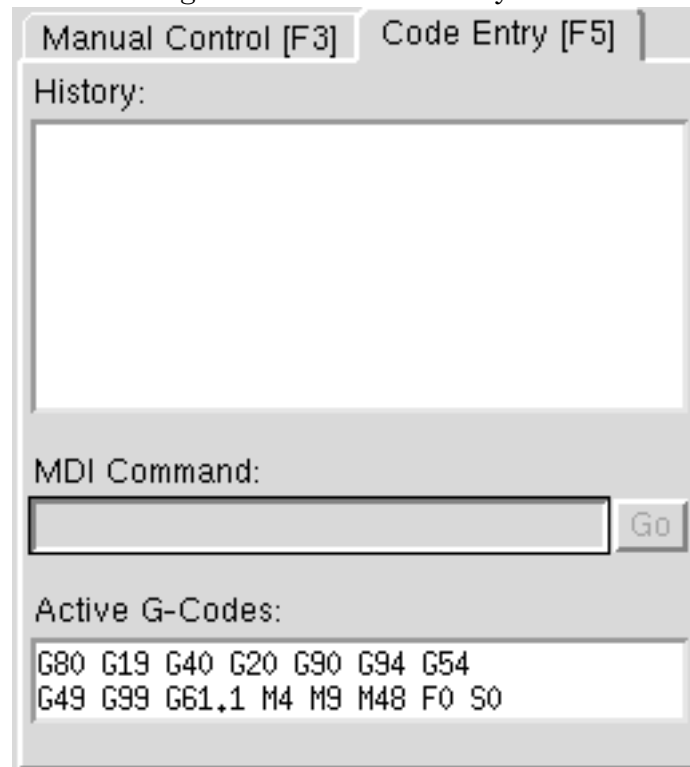 Manual Control [F3] Code Entry [F5]
History:
MDI Command:
Go
Active G-Codes:
G80 G19 G40 G20 G90 G94 G54
G49 G99 G61.1 M4 M9 M48 F0 S0